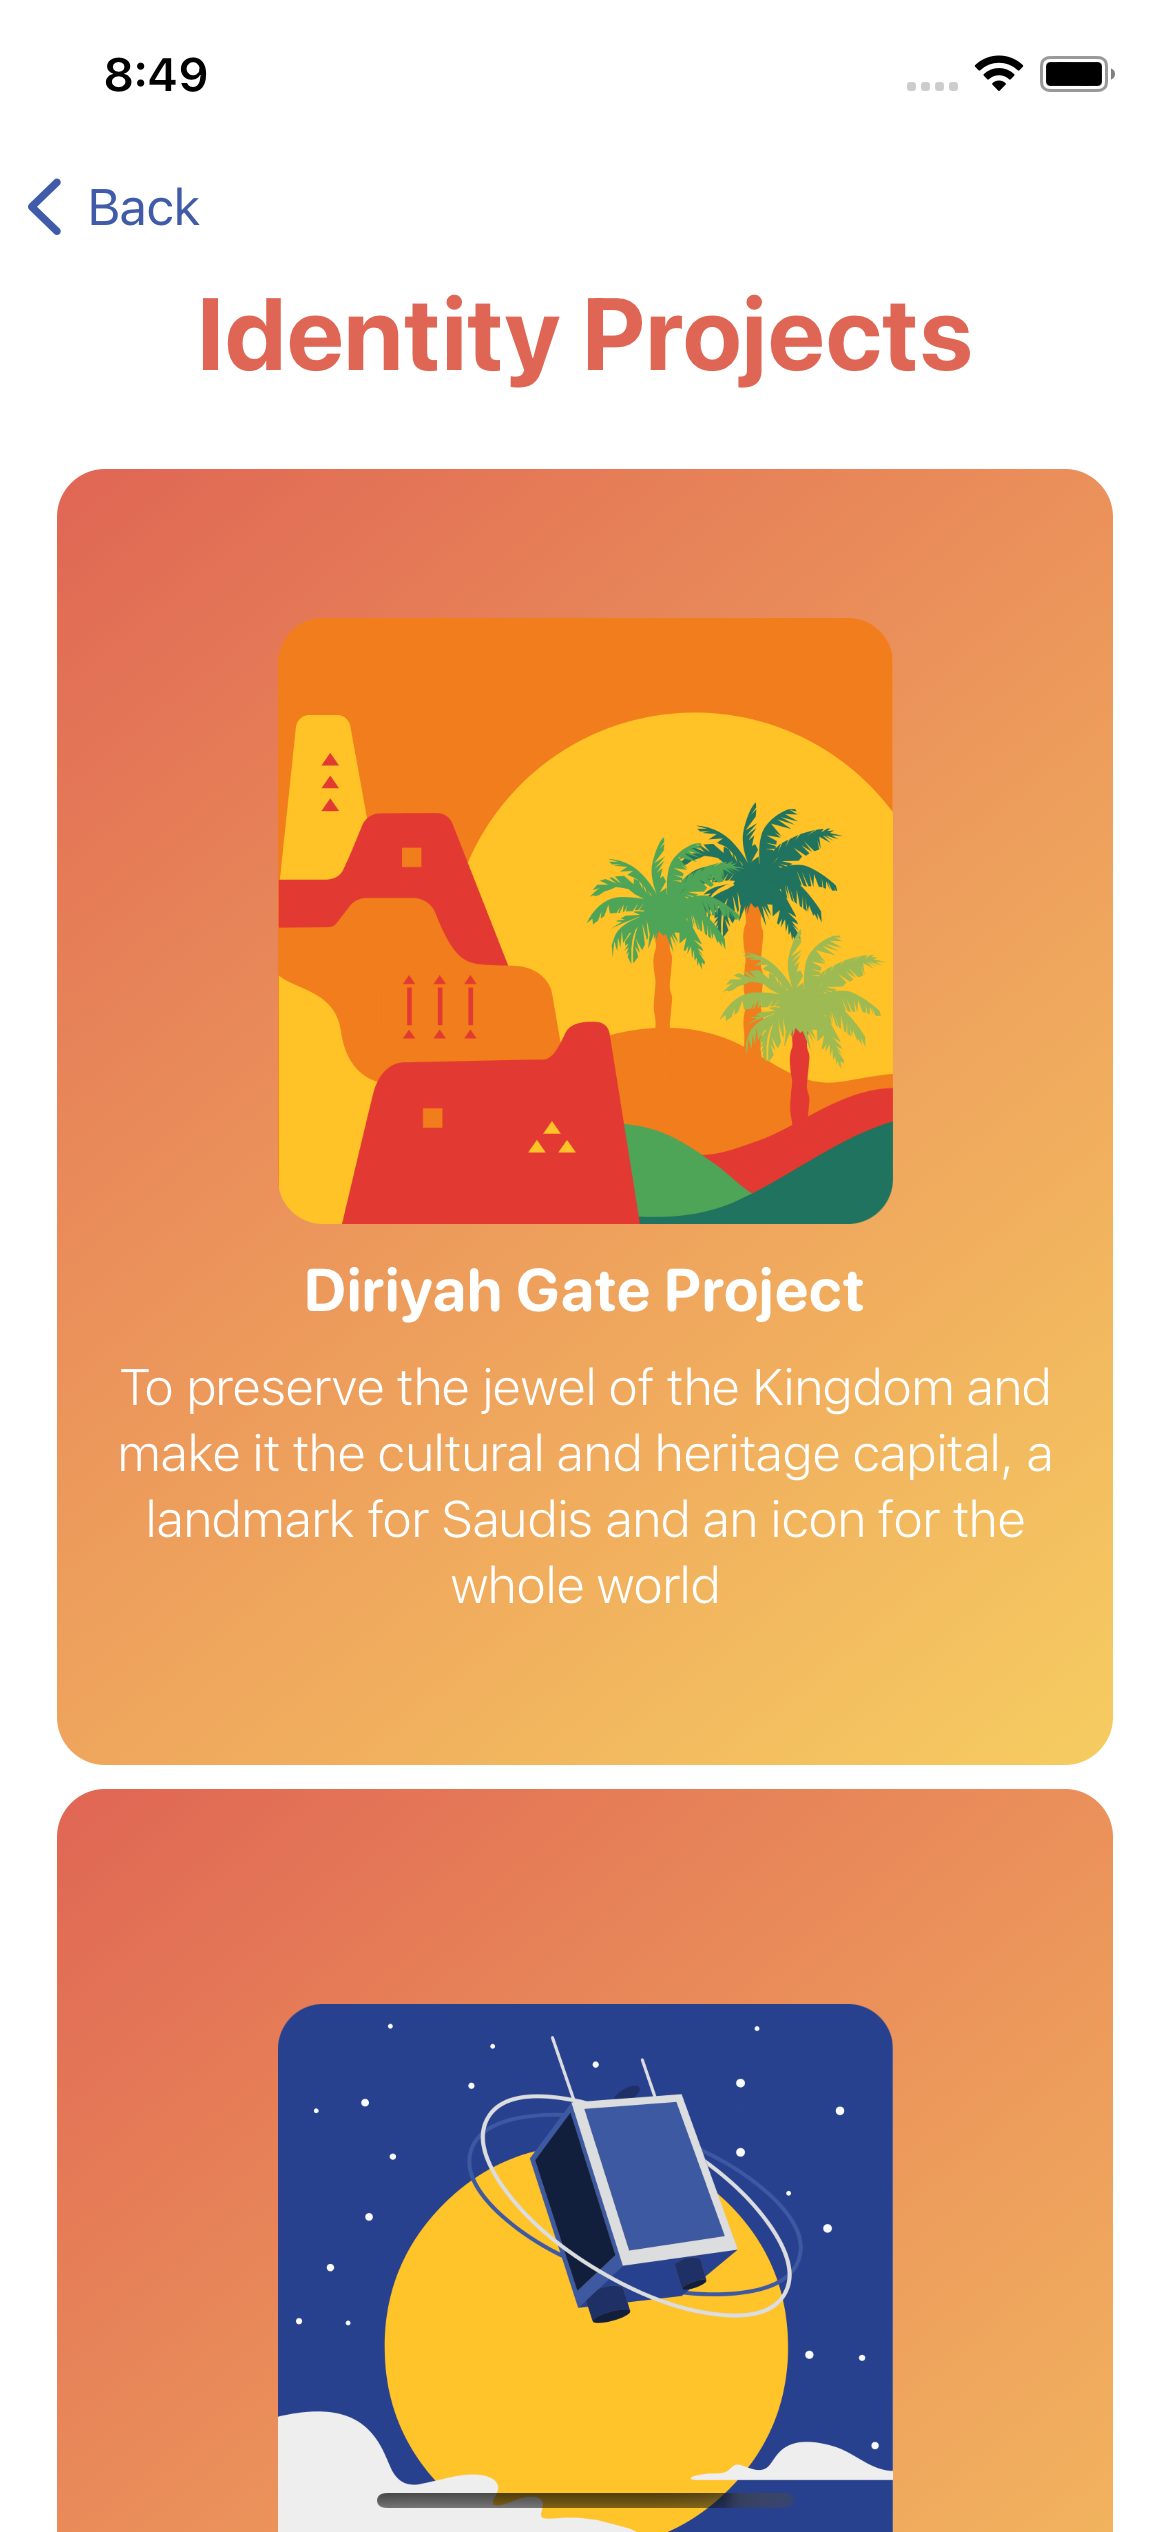 8:49
Back
Identity Projects
Diriyah Gate Project
To preserve the jewel of the Kingdom and
make it the cultural and heritage capital, a
landmark for Saudis and an icon for the
whole world